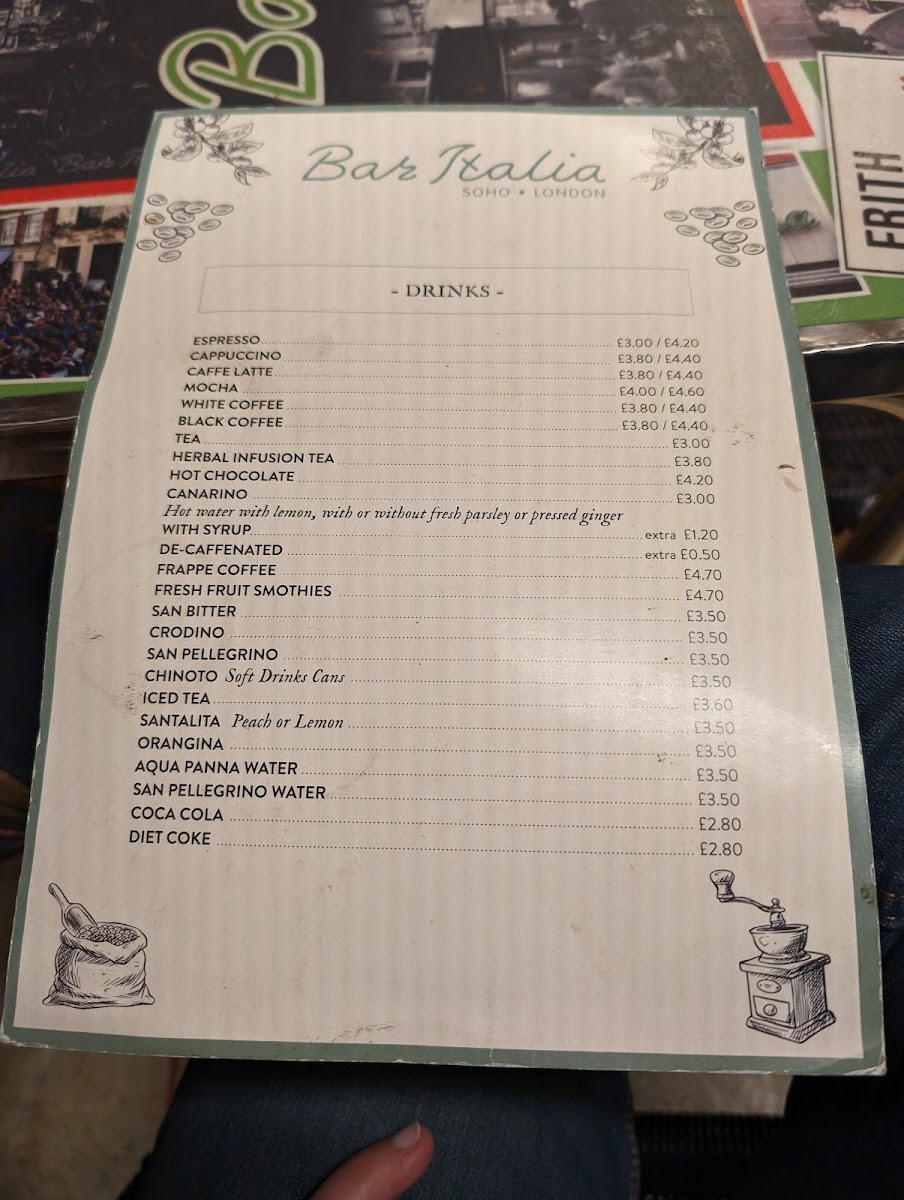 Ba
FRITH
Bar Italia
SOHO • LONDON
- DRINKS -
ESPRESSO £3.00 / £4.20
CAPPUCCINO £3.80 / £4.40
CAFFE LATTE £3.80 / £4.40
MOCHA £4.00 / £4.60
WHITE COFFEE £3.80 / £4.40
BLACK COFFEE £3.80 / £4.40
TEA £3.00
HERBAL INFUSION TEA £3.80
HOT CHOCOLATE £4.20
CANARINO £3.00
Hot water with lemon, with or without fresh parsley or pressed ginger
WITH SYRUP extra £1.20
DE-CAFFENATED extra £0.50
FRAPPE COFFEE £4.70
FRESH FRUIT SMOTHIES £4.70
SAN BITTER £3.50
CRODINO £3.50
SAN PELLEGRINO £3.50
CHINOTO Soft Drinks Cans £3.50
ICED TEA £3.60
SANTALITA Peach or Lemon £3.50
ORANGINA £3.50
AQUA PANNA WATER £3.50
SAN PELLEGRINO WATER £3.50
COCA COLA £2.80
DIET COKE £2.80